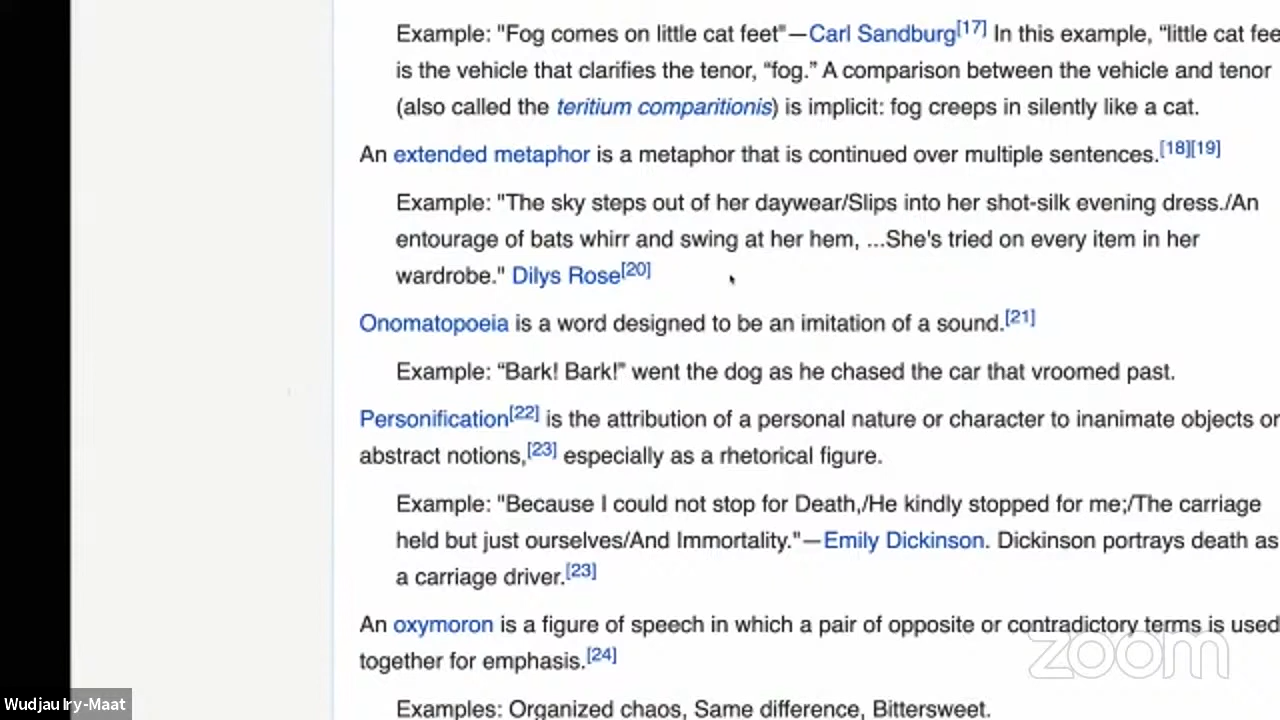 Example: "Fog comes on little cat feet"—Carl Sandburg[17] In this example, “little cat fee
is the vehicle that clarifies the tenor, “fog.” A comparison between the vehicle and tenor
(also called the teritium comparitionis) is implicit: fog creeps in silently like a cat.
An extended metaphor is a metaphor that is continued over multiple sentences.[18][19]
Example: "The sky steps out of her daywear/Slips into her shot-silk evening dress./An
entourage of bats whirr and swing at her hem, ...She's tried on every item in her
wardrobe." Dilys Rose[20]
Onomatopoeia is a word designed to be an imitation of a sound.[21]
Example: “Bark! Bark!” went the dog as he chased the car that vroomed past.
Personification[22] is the attribution of a personal nature or character to inanimate objects or
abstract notions,[23] especially as a rhetorical figure.
Example: "Because I could not stop for Death,/He kindly stopped for me;/The carriage
held but just ourselves/And Immortality."—Emily Dickinson. Dickinson portrays death as
a carriage driver.[23]
An oxymoron is a figure of speech in which a pair of opposite or contradictory terms is used
together for emphasis.[24]
zoom
Wudjau Iry-Maat
Examples: Organized chaos, Same difference, Bittersweet.